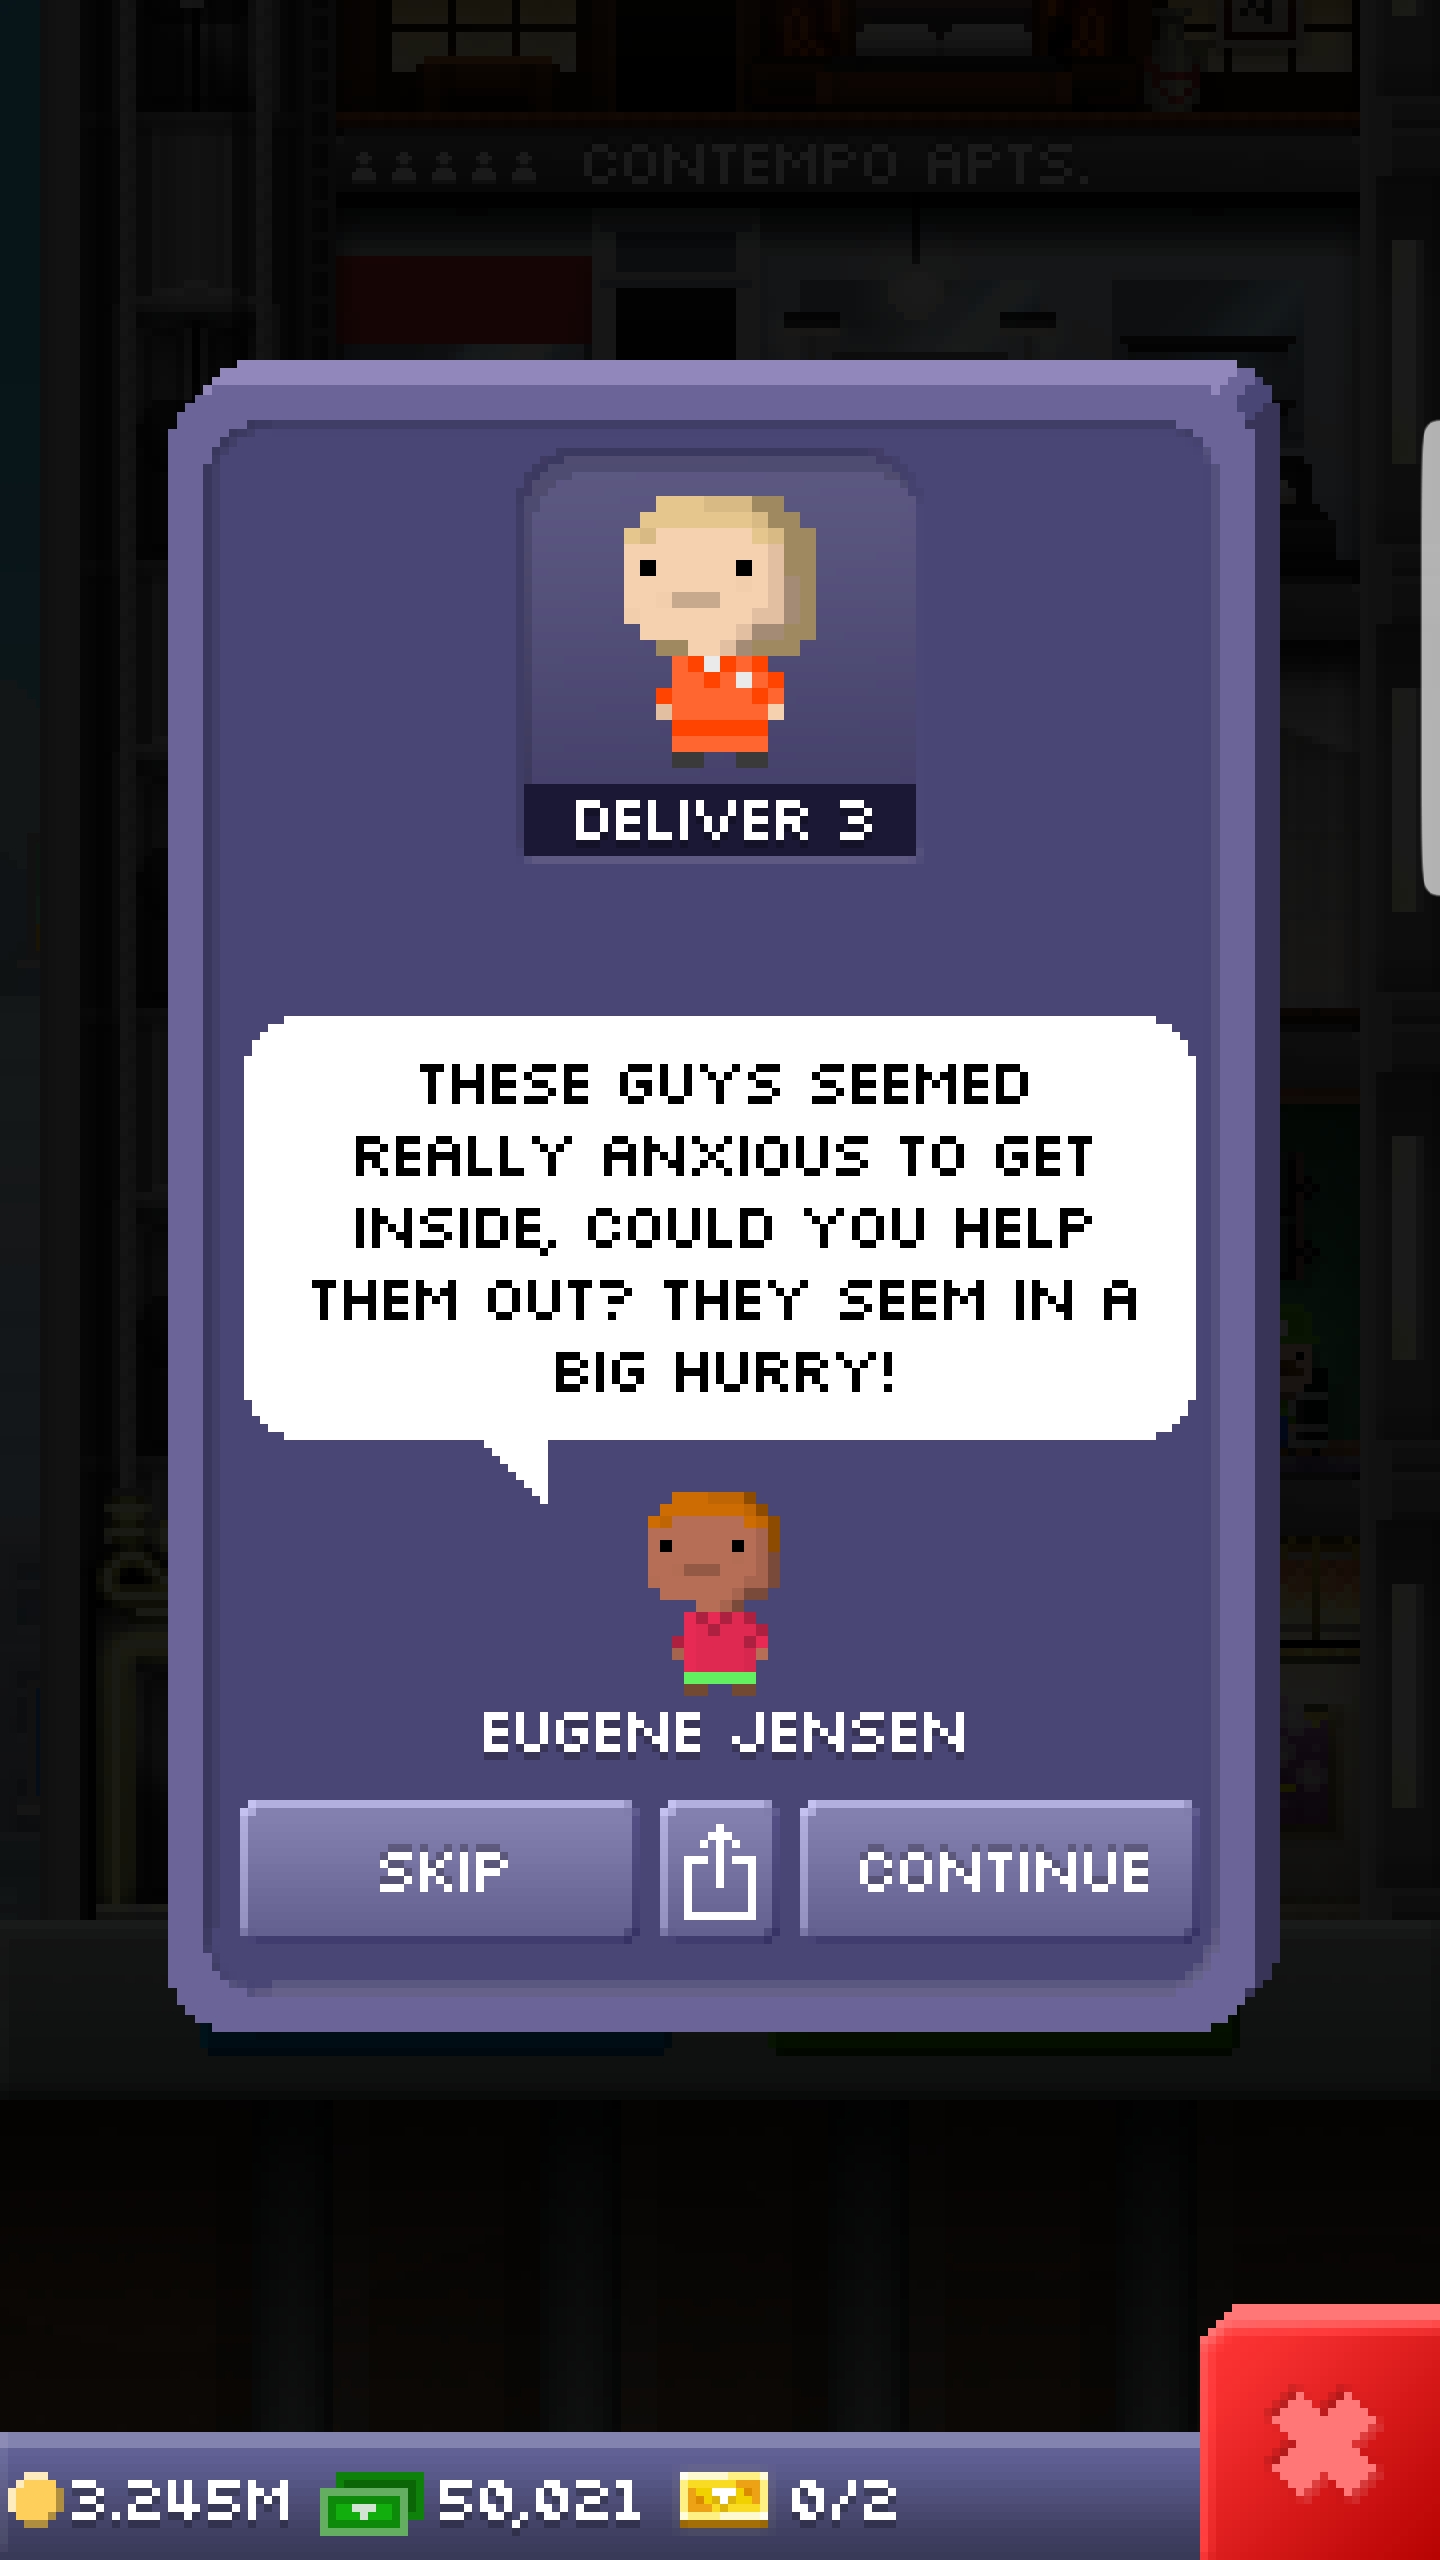 CONTEMPO APTS.
DELIVER 3
THESE GUYS SEEMED
REALLY ANXIOUS TO GET
INSIDE, COULD YOU HELP
THEM OUT? THEY SEEM IN A
BIG HURRY!
EUGENE JENSEN
SKIP CONTINUE
3.245M 50,021 0/2